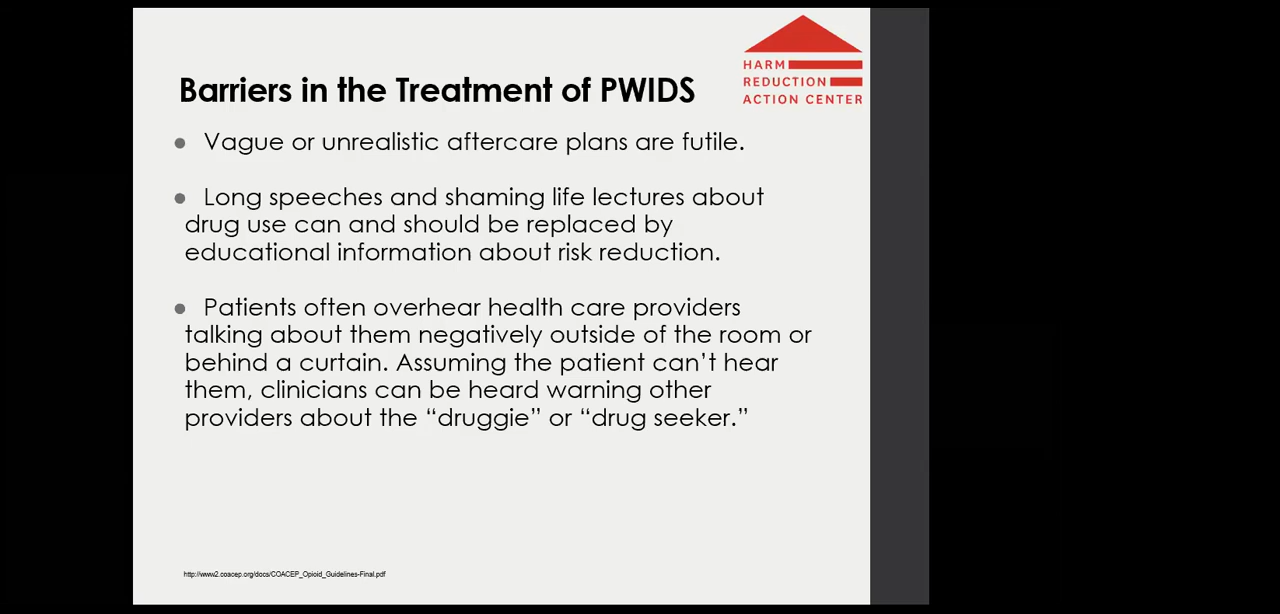 HARM
REDUCTION
ACTION CENTER
Barriers in the Treatment of PWIDS
● Vague or unrealistic aftercare plans are futile.
● Long speeches and shaming life lectures about
drug use can and should be replaced by
educational information about risk reduction.
● Patients often overhear health care providers
talking about them negatively outside of the room or
behind a curtain. Assuming the patient can’t hear
them, clinicians can be heard warning other
providers about the “druggie” or “drug seeker.”
http://www2.coacep.org/docs/COACEP_Opioid_Guidelines-Final.pdf